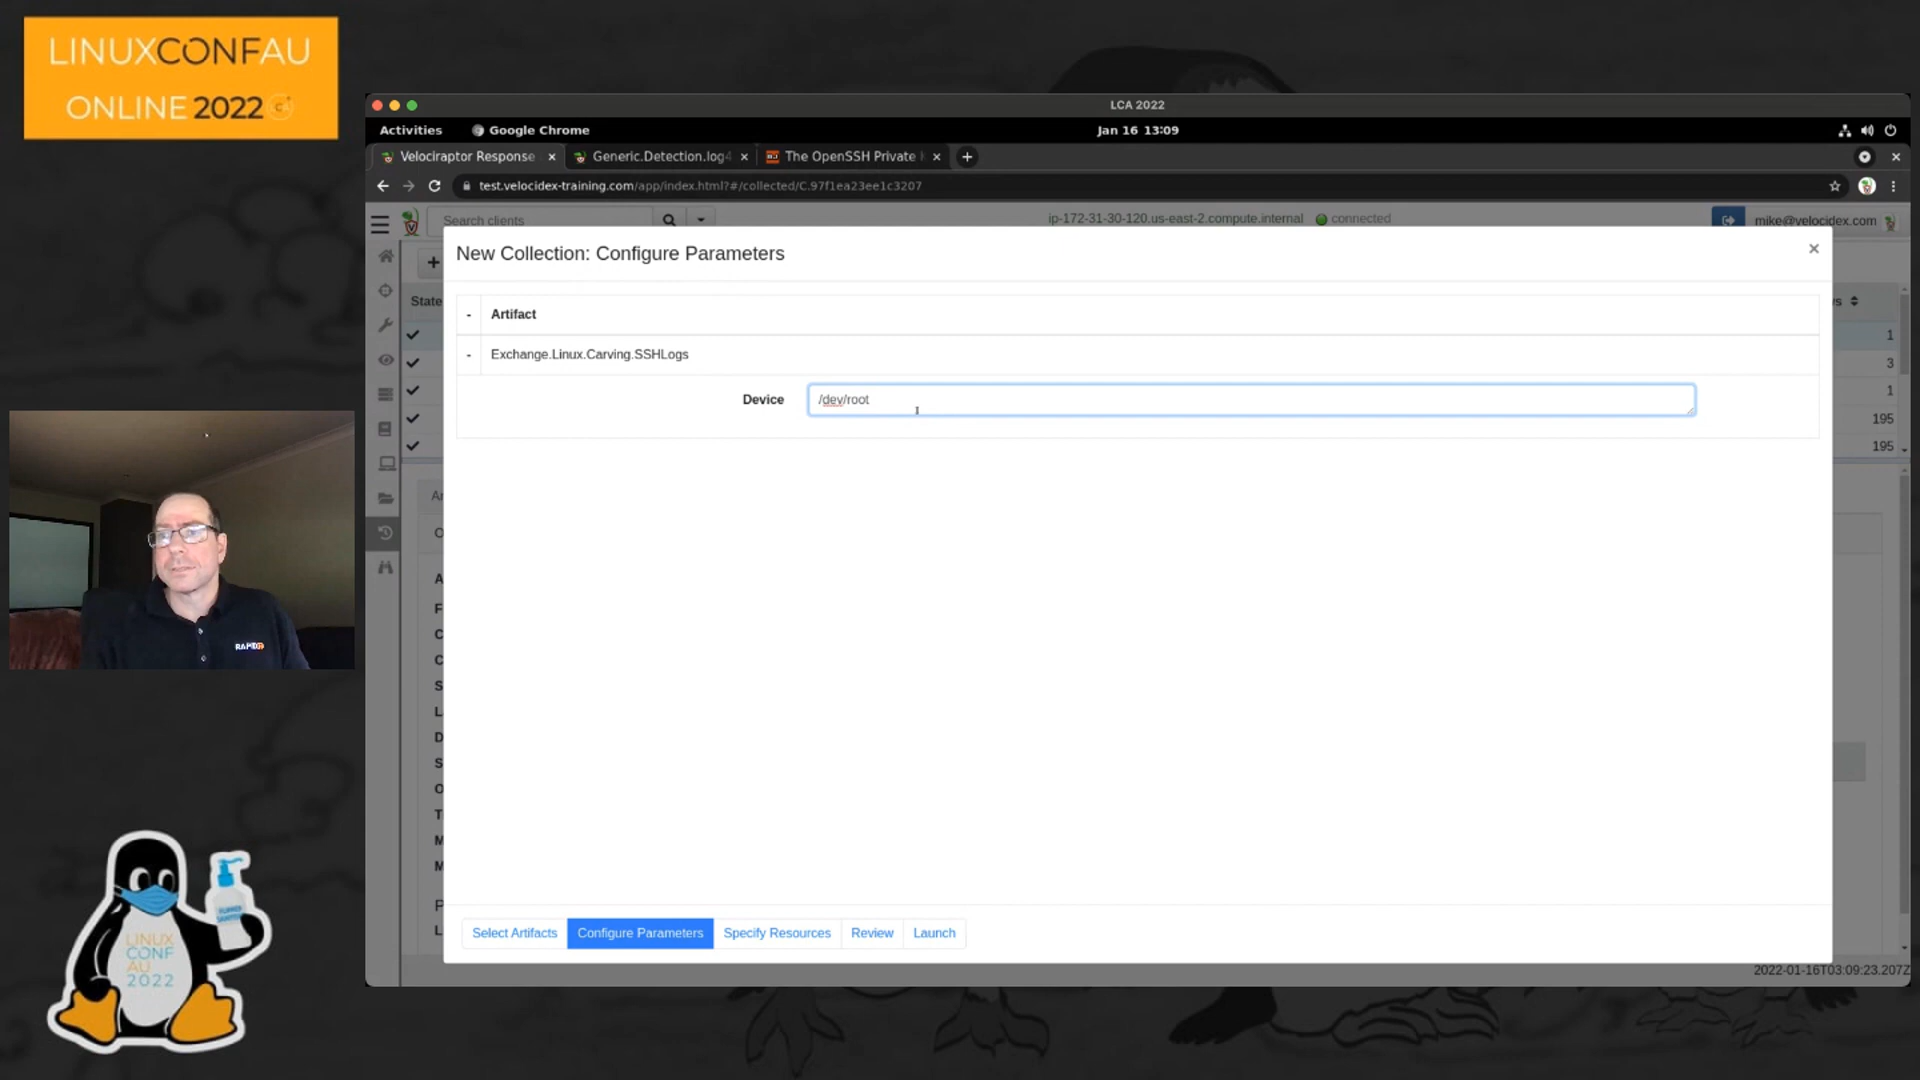 LINUXCONFAU
ONLINE 2022
LCA 2022
Activities Google Chrome Jan 16 13:09
Velociraptor Response Generic.Detection.log4 The OpenSSH Private
test.velocidex-training.com/app/index.html?#/collected/C.97f1ea23ee1c3207
Search clients ip-172-31-30-120.us-east-2.compute.internal connected mike@velocidex.com
New Collection: Configure Parameters
State
- Artifact
1
- Exchange.Linux.Carving.SSHLogs
3
1
Device /dev/root
195
195
A
F
C
C
S
L
D
S
O
T
M
M
P
L
Select Artifacts Configure Parameters Specify Resources Review Launch
2022-01-16T03:09:23.207Z
RAPID7
LINUX
CONF
AU
2022